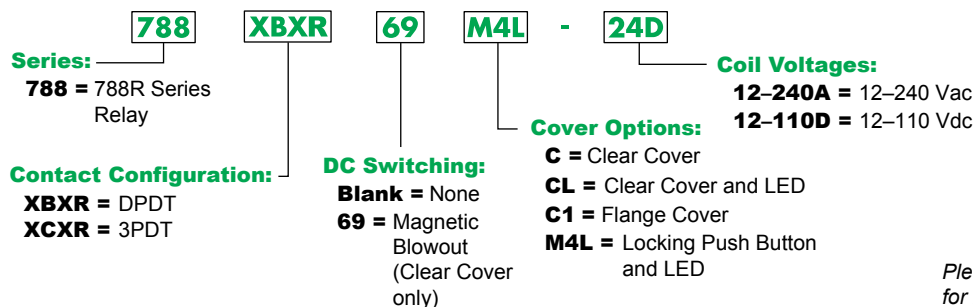 788 XBXR 69 M4L - 24D
Series:
788 = 788R Series
Relay
Contact Configuration:
XBXR = DPDT
XCXR = 3PDT
DC Switching:
Blank = None
69 = Magnetic
Blowout
(Clear Cover
only)
Cover Options:
C = Clear Cover
CL = Clear Cover and LED
C1 = Flange Cover
M4L = Locking Push Button
and LED
Coil Voltages:
12–240A = 12–240 Vac
12–110D = 12–110 Vdc
Ple
for